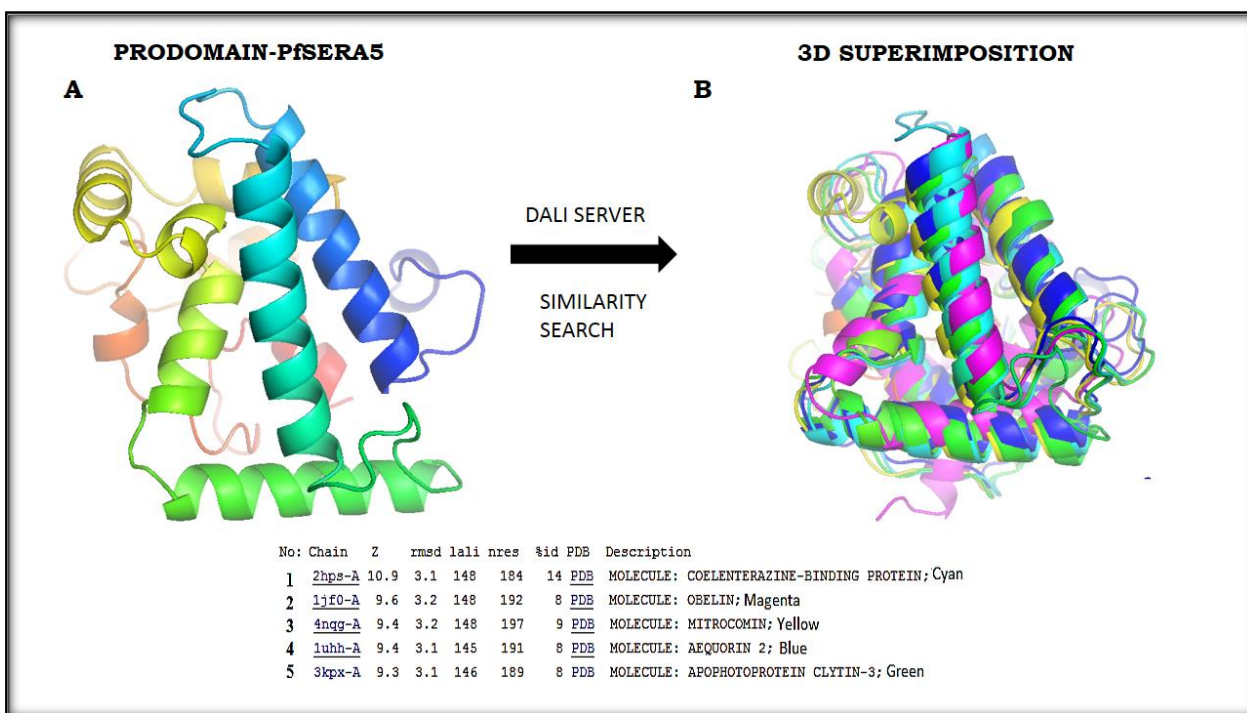 PRODOMAIN-PfSERA5
3D SUPERIMPOSITION
A
B
DALI SERVER
SIMILARITY
SEARCH
No: Chain Z rmsd lali nres %id PDB Description
1 2hps-A 10.9 3.1 148 184 14 PDB MOLECULE: COELENTERAZINE-BINDING PROTEIN; Cyan
2 1jf0-A 9.6 3.2 148 192 8 PDB MOLECULE: OBELIN; Magenta
3 4nqg-A 9.4 3.2 148 197 9 PDB MOLECULE: MITROCOMIN; Yellow
4 1uhh-A 9.4 3.1 145 191 8 PDB MOLECULE: AEQUORIN 2; Blue
5 3kpx-A 9.3 3.1 146 189 8 PDB MOLECULE: APOPHOTOPROTEIN CLYTIN-3; Green